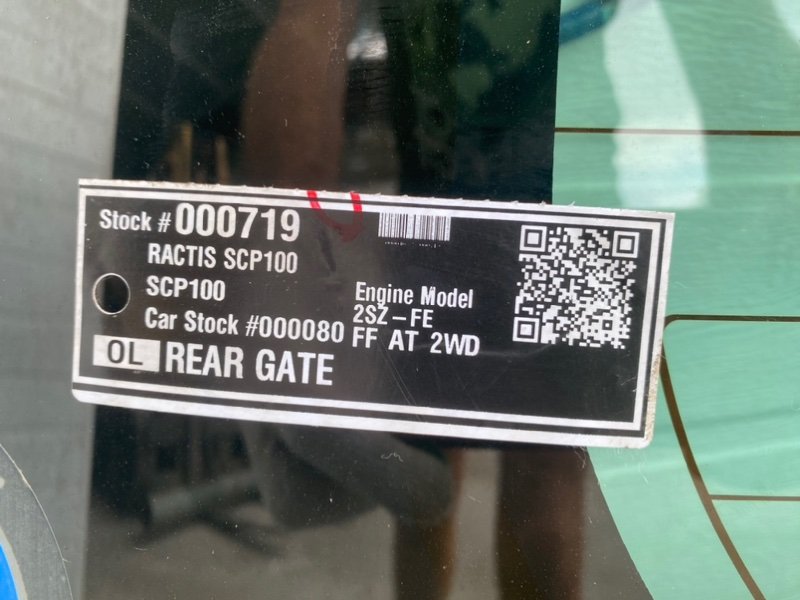 Stock # 000719
RACTIS SCP100
SCP100
Car Stock #000080
OL REAR GATE
Engine Model
2SZ-FE
FF AT 2WD